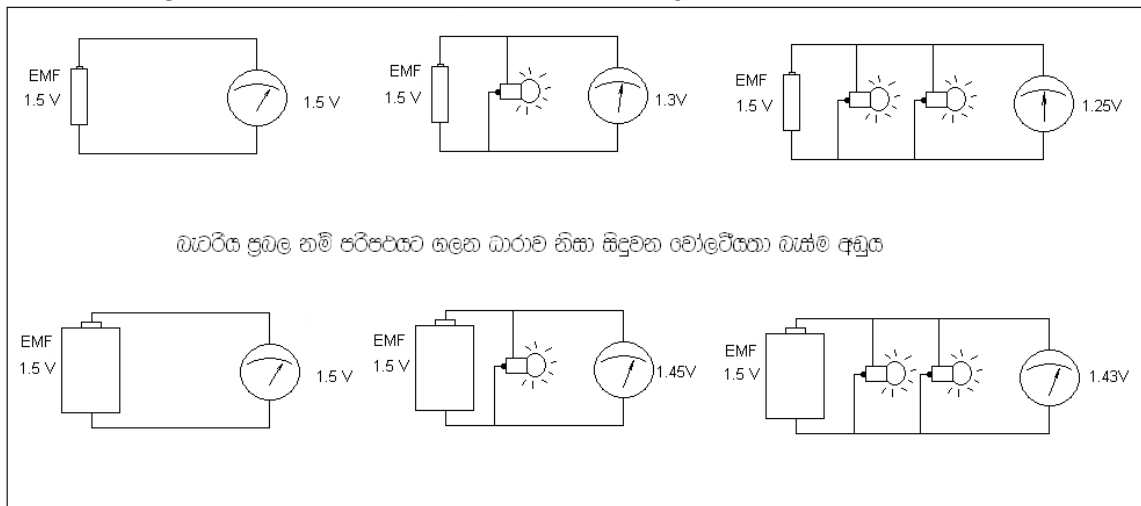 EMF
1.5 V
1.5 V
EMF
1.5 V
1.3V
EMF
1.5 V
1.25V
බැටරිය ප්‍රබල නම් පරිපථයට ගලන ධාරාව නිසා සිදුවන වෝල්ටීයතා බැස්ම අඩුය
EMF
1.5 V
1.5 V
EMF
1.5 V
1.45V
EMF
1.5 V
1.43V